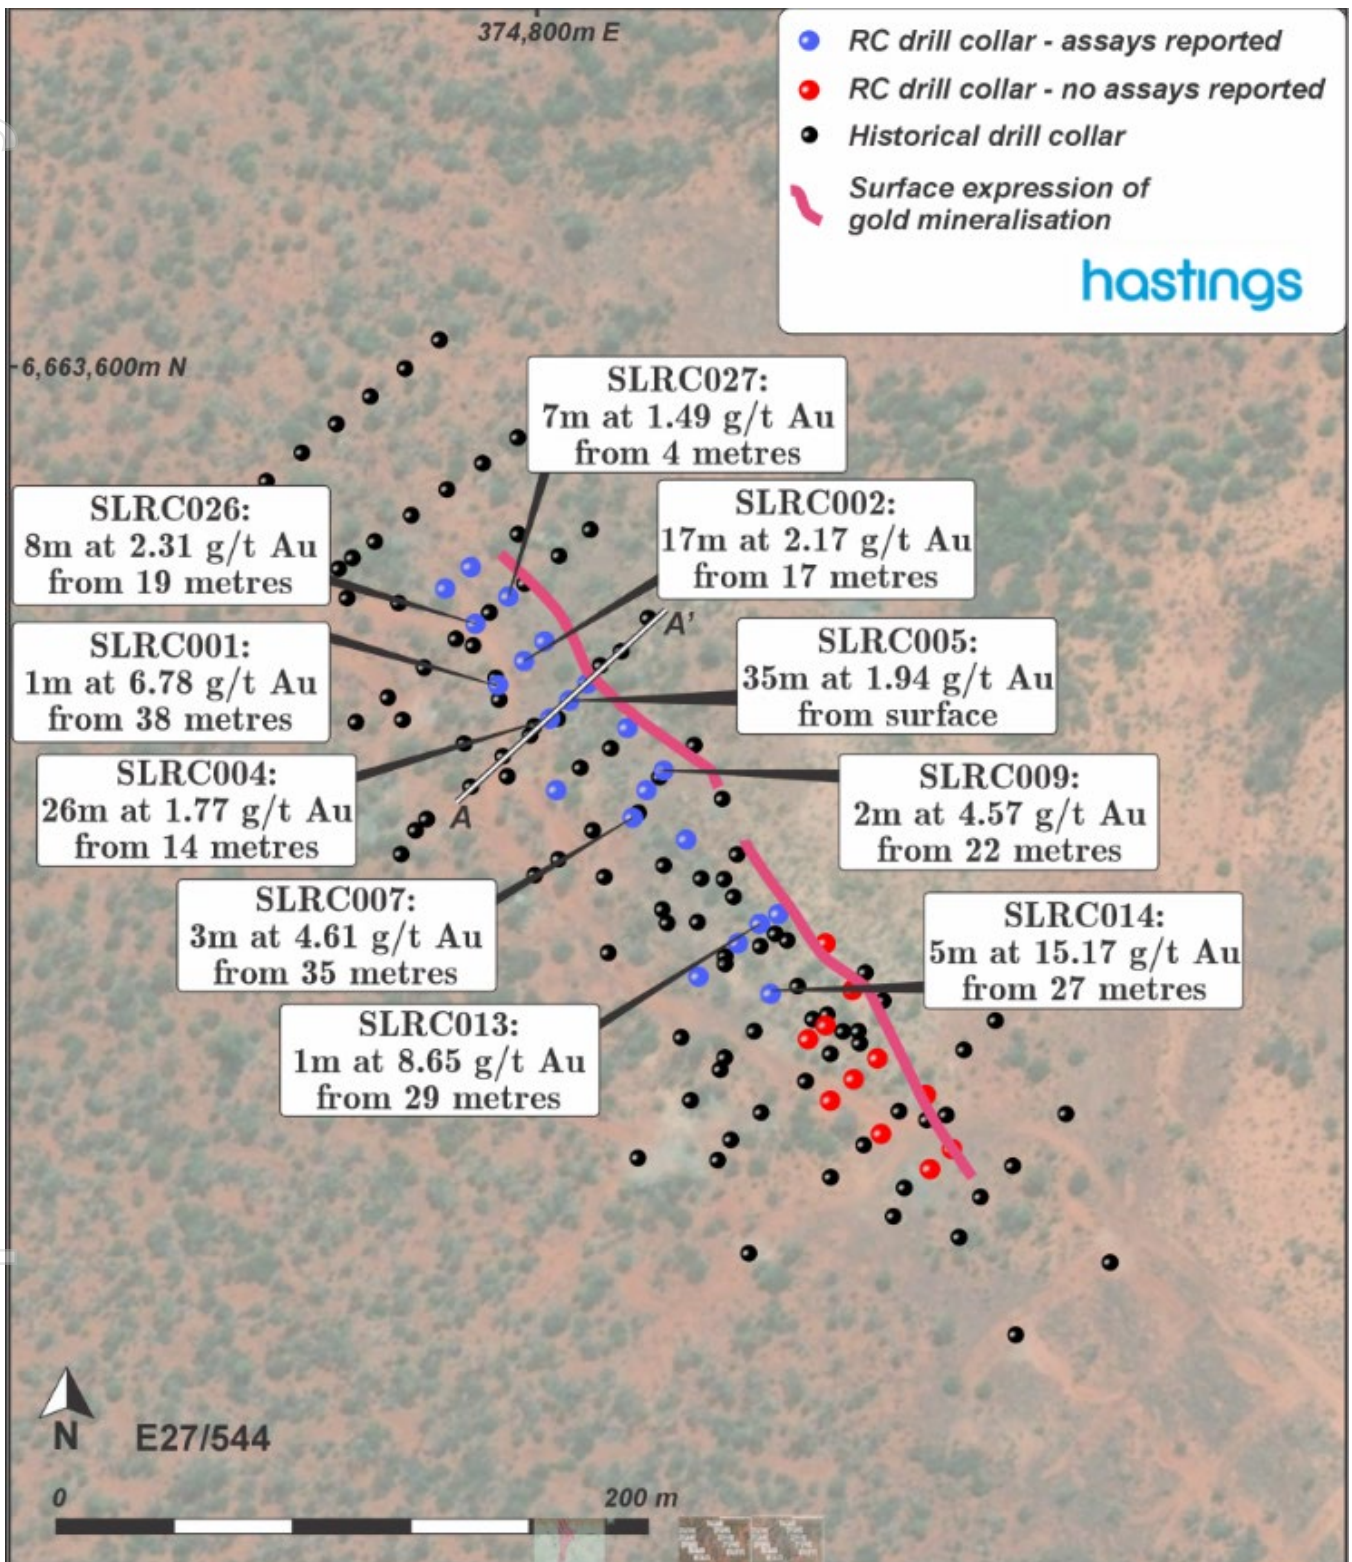 374,800m E
RC drill collar - assays reported
RC drill collar - no assays reported
Historical drill collar
Surface expression of
gold mineralisation
hastings
6,663,600m N
SLRC027:
7m at 1.49 g/t Au
from 4 metres
SLRC026:
8m at 2.31 g/t Au
from 19 metres
SLRC002:
17m at 2.17 g/t Au
from 17 metres
A'
SLRC001:
1m at 6.78 g/t Au
from 38 metres
SLRC005:
35m at 1.94 g/t Au
from surface
SLRC004:
26m at 1.77 g/t Au
from 14 metres
A
SLRC009:
2m at 4.57 g/t Au
from 22 metres
SLRC007:
3m at 4.61 g/t Au
from 35 metres
SLRC014:
5m at 15.17 g/t Au
from 27 metres
SLRC013:
1m at 8.65 g/t Au
from 29 metres
N
E27/544
0
200 m